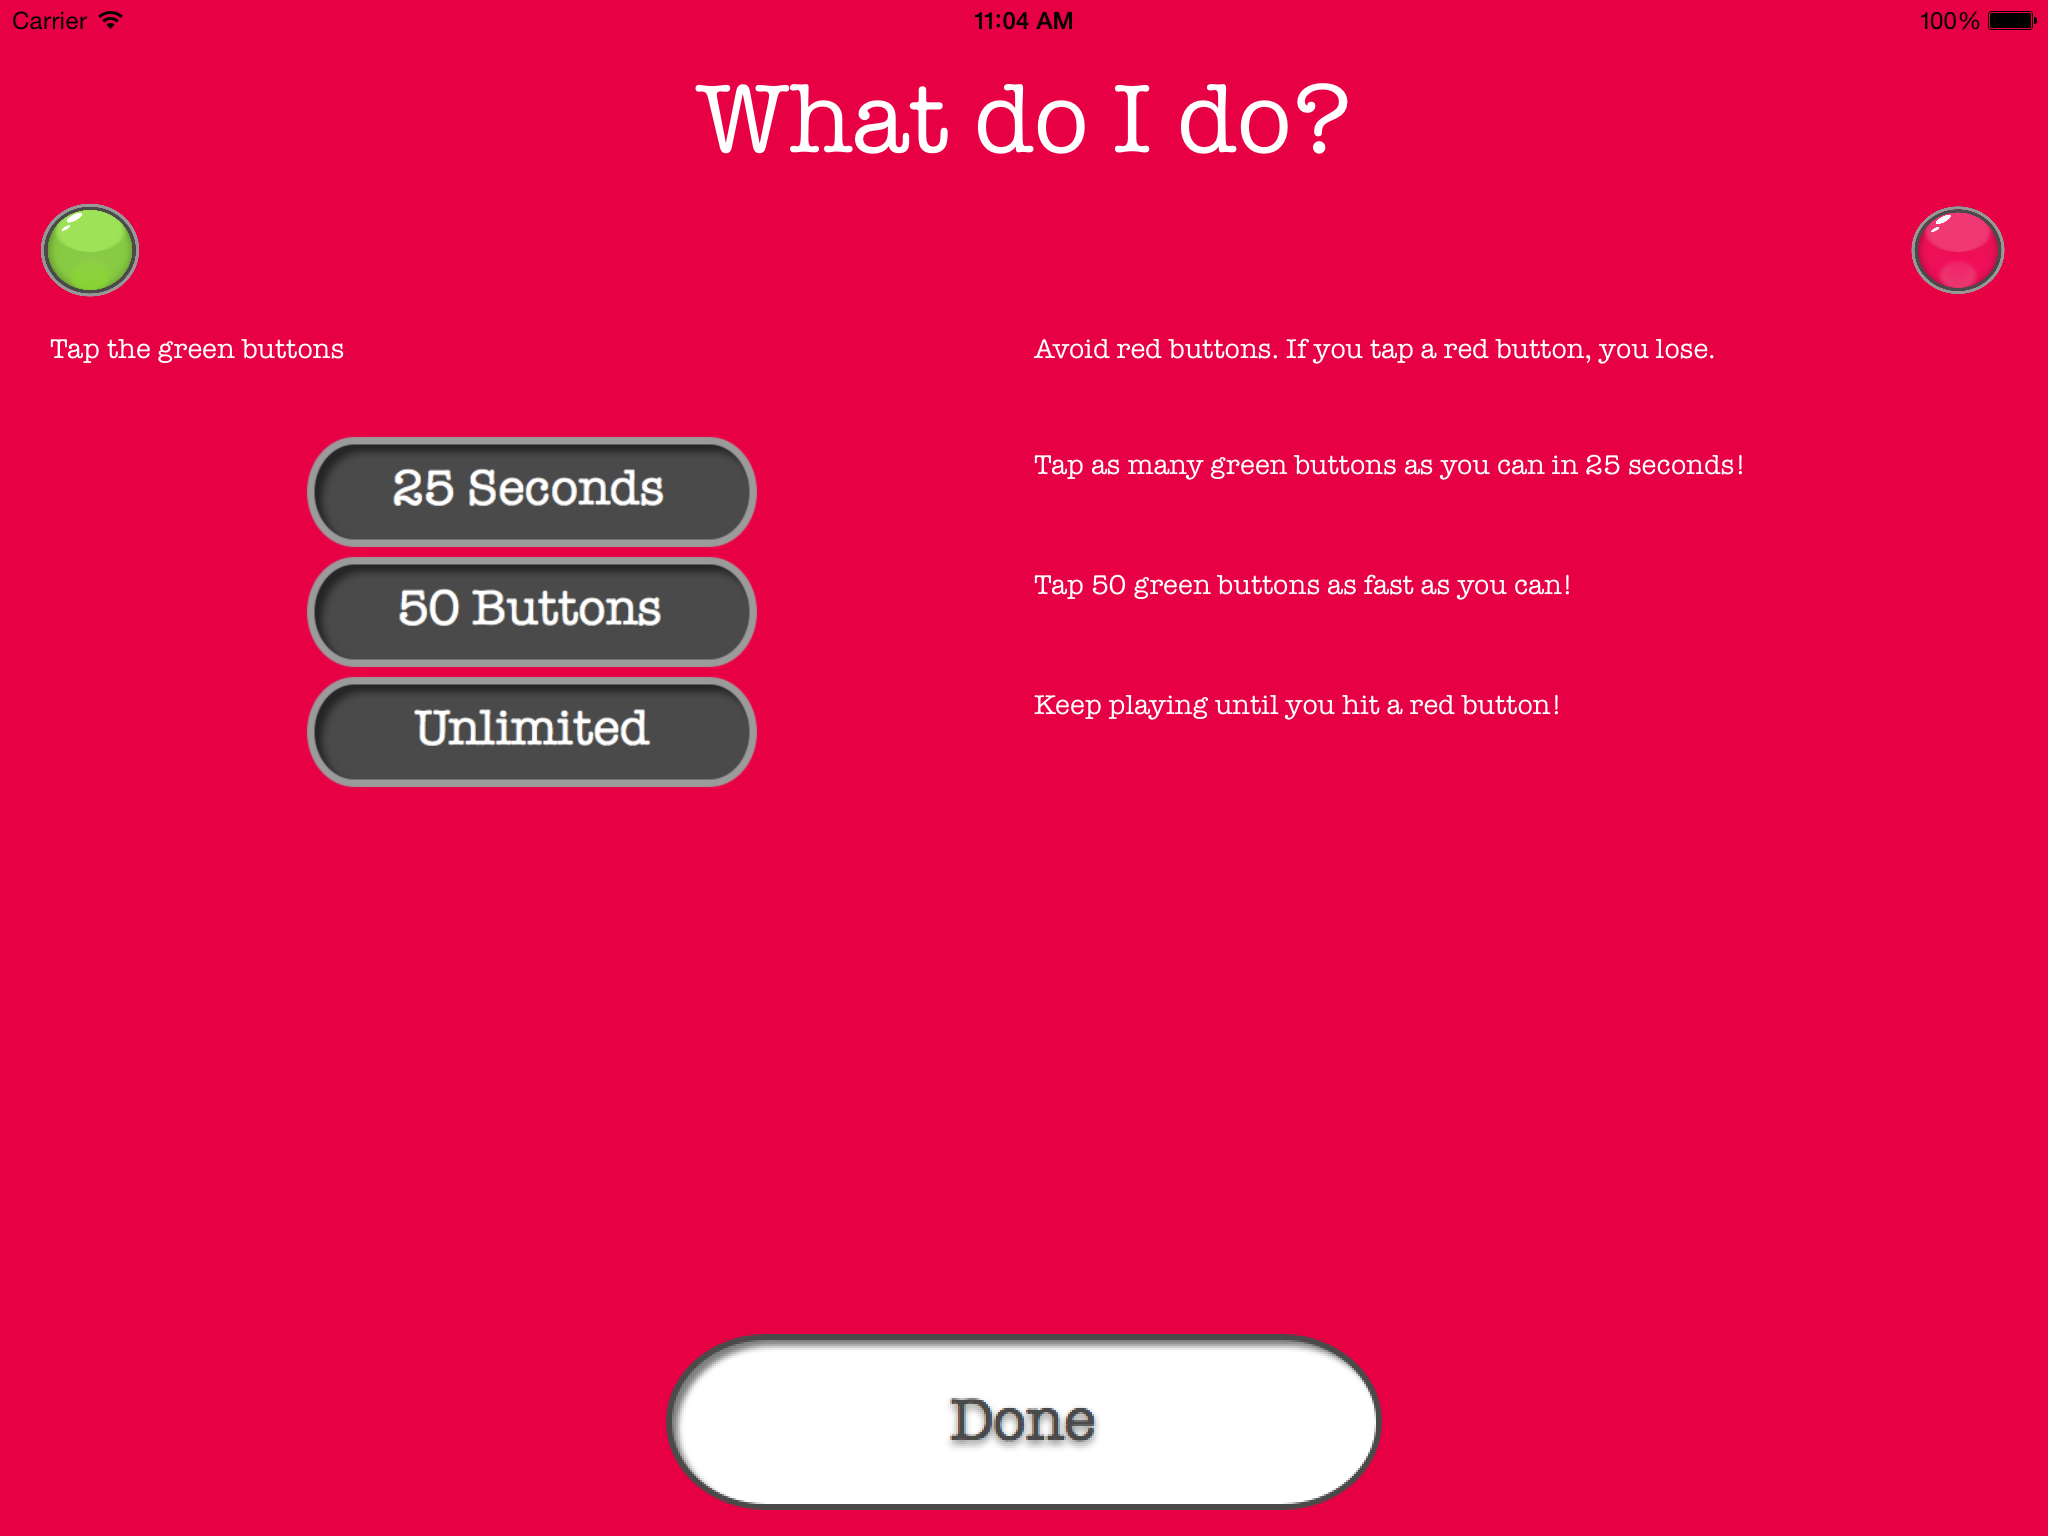 Carrier
11:04 AM
100%
What do I do?
Tap the green buttons
Avoid red buttons. If you tap a red button, you lose.
25 Seconds
Tap as many green buttons as you can in 25 seconds!
50 Buttons
Tap 50 green buttons as fast as you can!
Unlimited
Keep playing until you hit a red button!
Done